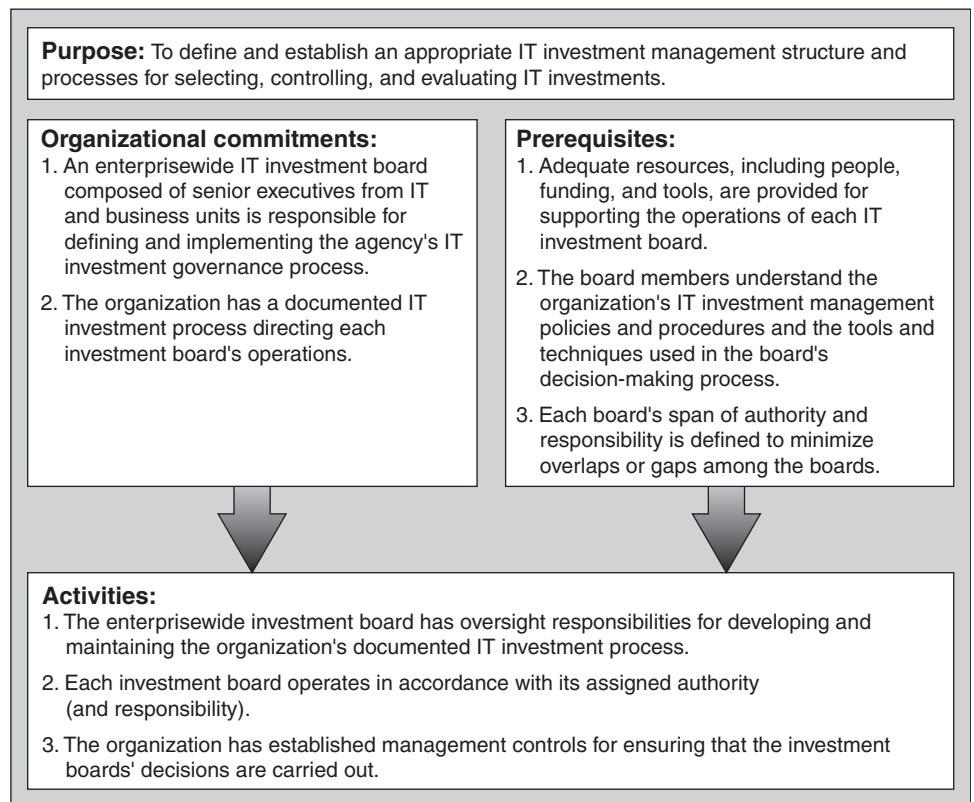 Purpose: To define and establish an appropriate IT investment management structure and
processes for selecting, controlling, and evaluating IT investments.
Organizational commitments:
1. An enterprisewide IT investment board
composed of senior executives from IT
and business units is responsible for
defining and implementing the agency's IT
investment governance process.
2. The organization has a documented IT
investment process directing each
investment board's operations.
Prerequisites:
1. Adequate resources, including people,
funding, and tools, are provided for
supporting the operations of each IT
investment board.
2. The board members understand the
organization's IT investment management
policies and procedures and the tools and
techniques used in the board's
decision-making process.
3. Each board's span of authority and
responsibility is defined to minimize
overlaps or gaps among the boards.
Activities:
1. The enterprisewide investment board has oversight responsibilities for developing and
maintaining the organization's documented IT investment process.
2. Each investment board operates in accordance with its assigned authority
(and responsibility).
3. The organization has established management controls for ensuring that the investment
boards' decisions are carried out.